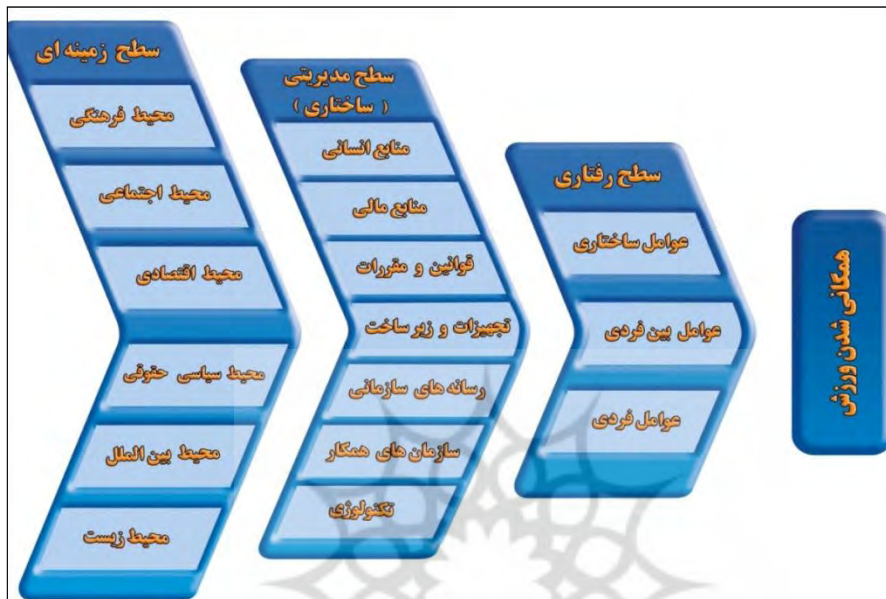 سطح زمینه ای
محیط فرهنگی
محیط اجتماعی
محیط اقتصادی
محیط سیاسی حقوقی
محیط بین الملل
محیط زیست
سطح مدیریتی
( ساختاری )
منابع انسانی
منابع مالی
قوانین و مقررات
تجهیزات و زیر ساخت
رسانه های سازمانی
سازمان های همکار
تکنولوژی
سطح رفتاری
عوامل ساختاری
عوامل بین فردی
عوامل فردی
همگانی شدن ورزش